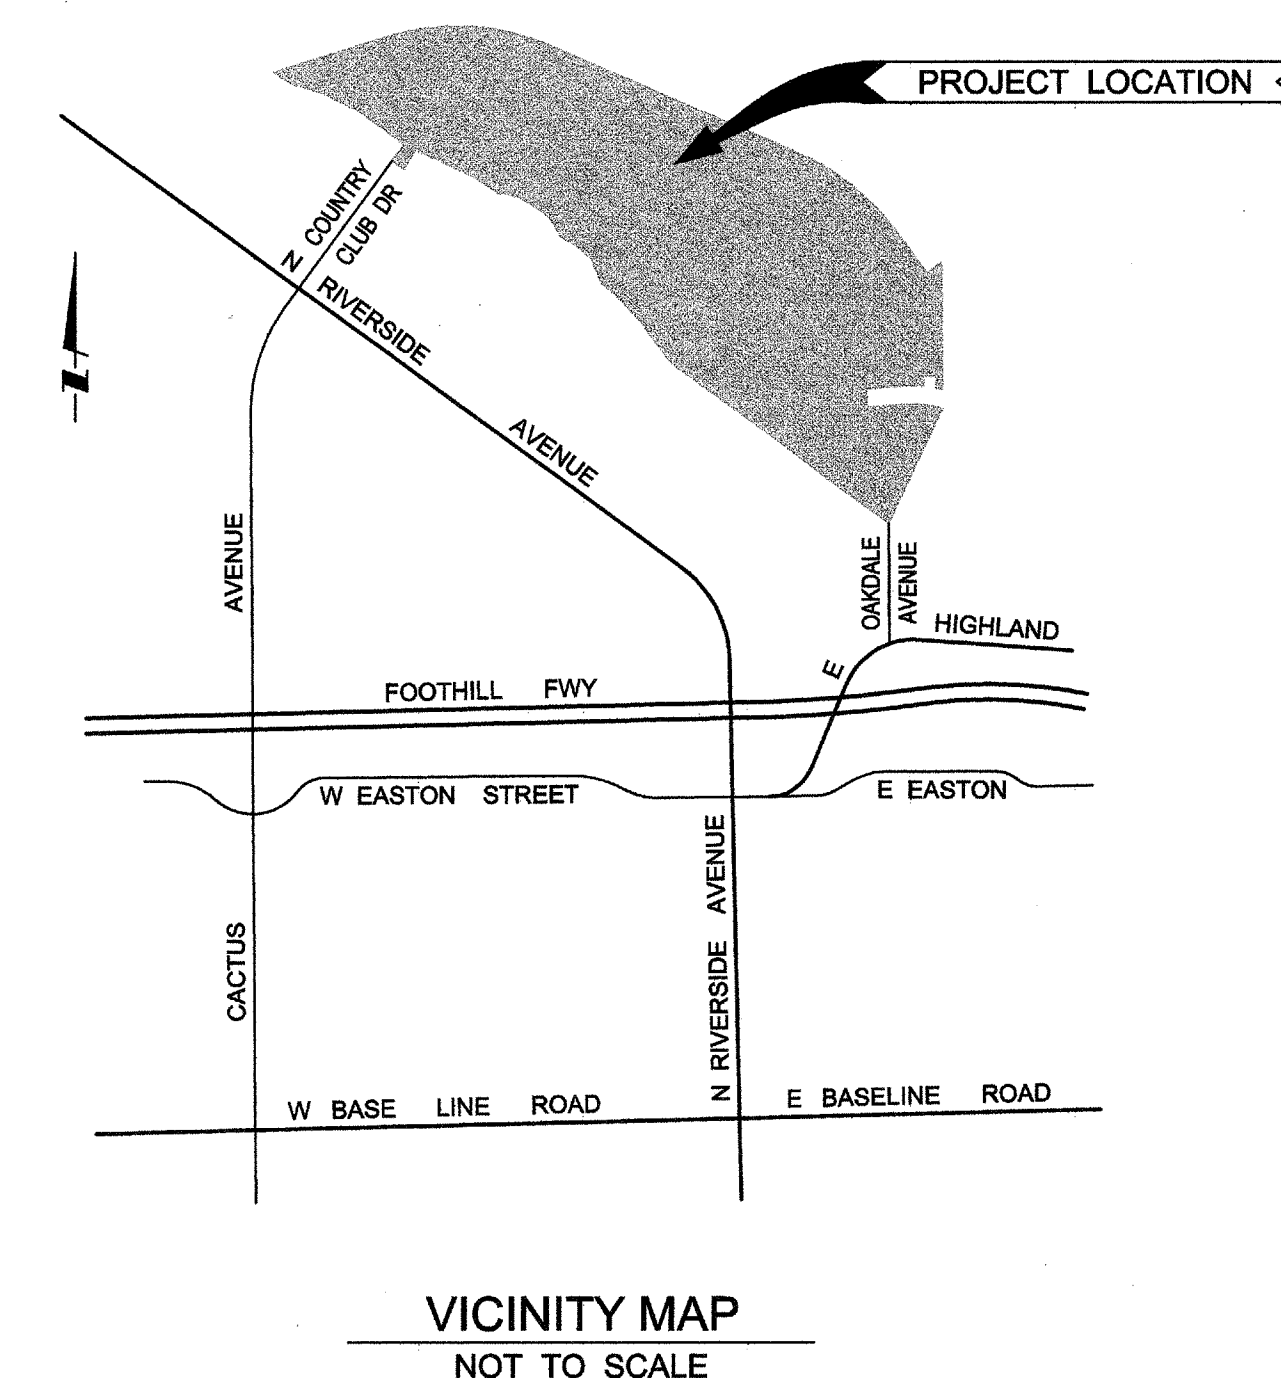 PROJECT LOCATION
N COUNTRY
CLUB DR
RIVERSIDE
AVENUE
AVENUE
OAKDALE
AVENUE
HIGHLAND
E
FOOTHILL FWY
W EASTON STREET
E EASTON
N RIVERSIDE AVENUE
CACTUS
W BASE LINE ROAD
E BASELINE ROAD
VICINITY MAP
NOT TO SCALE